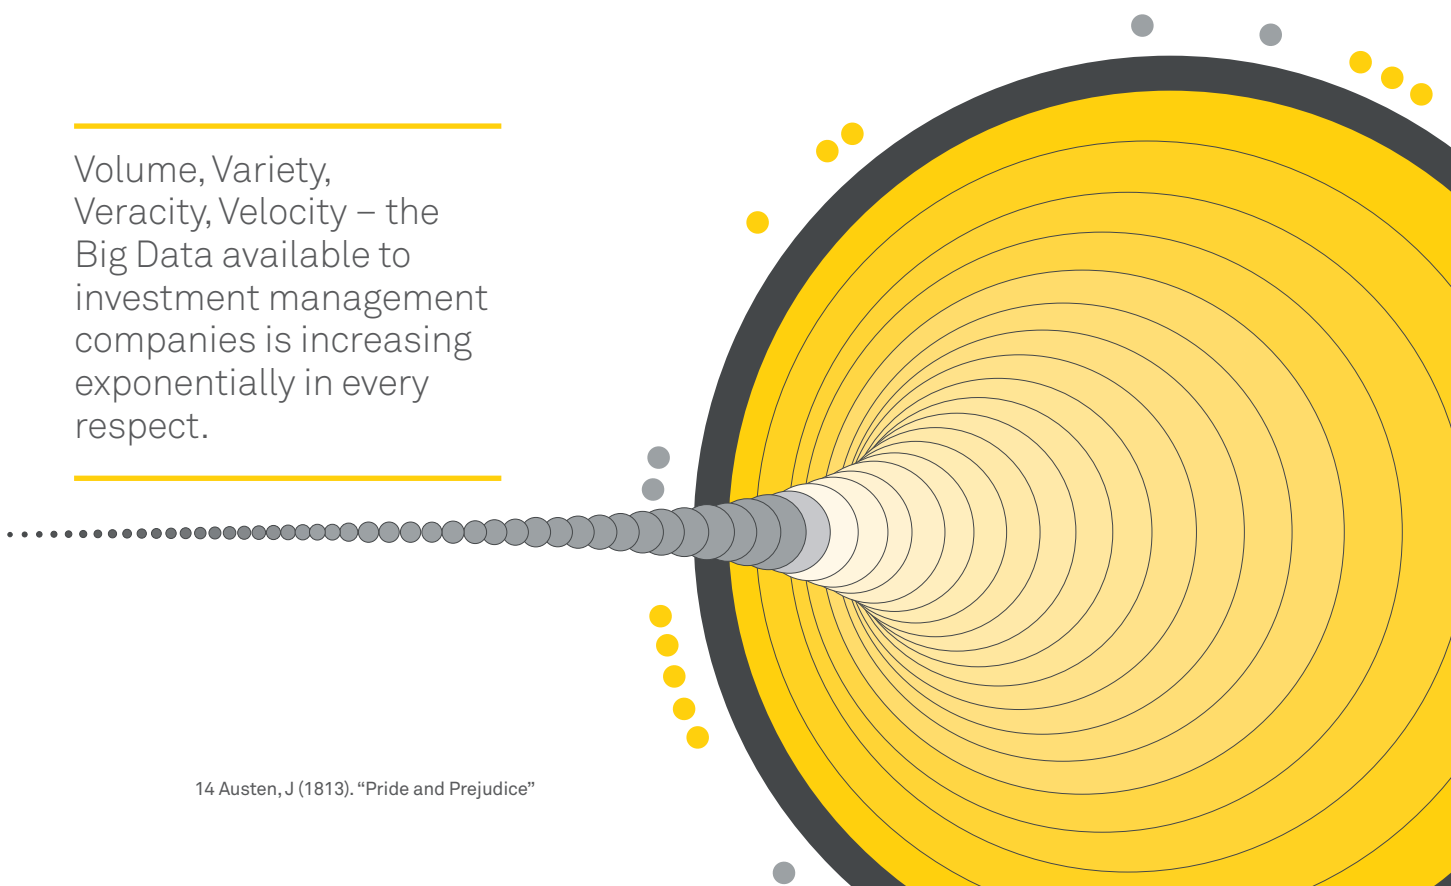 Volume, Variety,
Veracity, Velocity – the
Big Data available to
investment management
companies is increasing
exponentially in every
respect.
14 Austen, J (1813). “Pride and Prejudice”